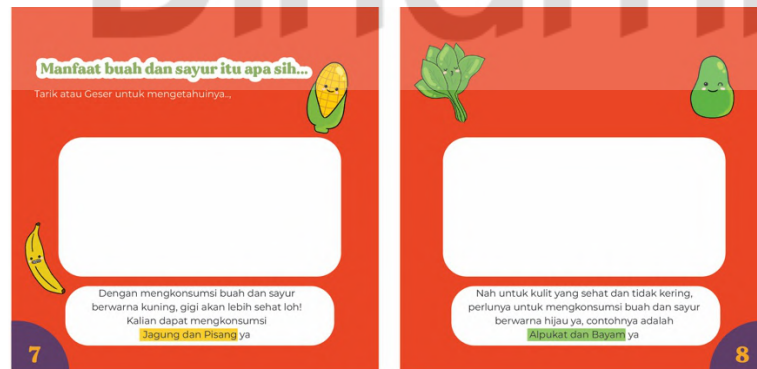 Manfaat buah dan sayur itu apa sih...
Tarik atau Geser untuk mengetahuinya..,
Dengan mengkonsumsi buah dan sayur
berwarna kuning, gigi akan lebih sehat loh!
Kalian dapat mengkonsumsi
Jagung dan Pisang ya
7
Nah untuk kulit yang sehat dan tidak kering,
perlunya untuk mengkonsumsi buah dan sayur
berwarna hijau ya, contohnya adalah
Alpukat dan Bayam ya
8